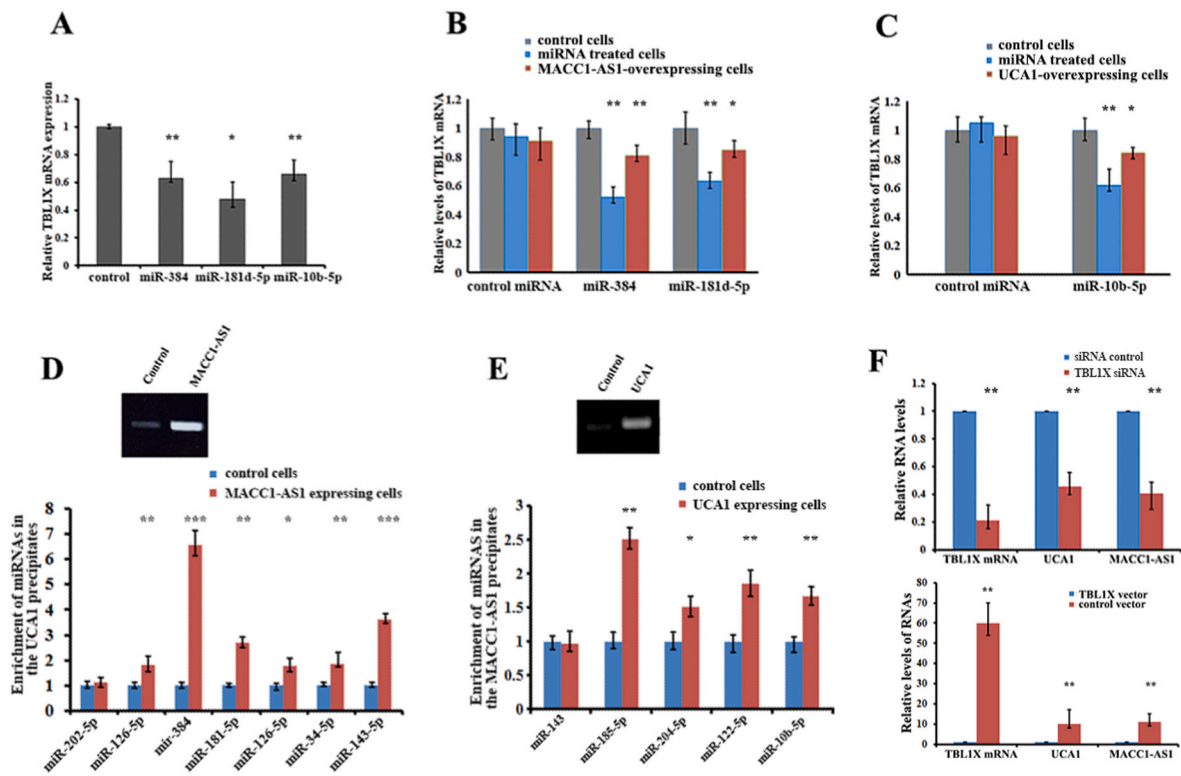 A
Relative TBL1X mRNA expression
1.2
1
0.8
0.6
0.4
0.2
0
**
*
**
control
miR-384
miR-181d-5p
miR-10b-5p
B
control cells
miRNA treated cells
MACC1-AS1-overexpressing cells
Relative levels of TBL1X mRNA
1.2
1
0.8
0.6
0.4
0.2
0
** **
** *
control miRNA
miR-384
miR-181d-5p
C
control cells
miRNA treated cells
UCA1-overexpressing cells
Relative levels of TBL1X mRNA
1.2
1
0.8
0.6
0.4
0.2
0
** *
control miRNA
miR-10b-5p
D
Control
MACC1-AS1
control cells
MACC1-AS1 expressing cells
Enrichment of miRNAs in
the UCA1 precipitates
8
7
6
5
4
3
2
1
0
**
***
**
*
**
***
miR-202-5p
miR-126-5p
mir-384
miR-181-5p
miR-126-5p
miR-34-5p
miR-143-5p
E
Control
UCA1
control cells
UCA1 expressing cells
Enrichment of miRNAS in
the MACC1-AS1 precipitates
3
2.5
2
1.5
1
0.5
0
**
*
**
**
miR-143
miR-185-5p
miR-204-5p
miR-122-5p
miR-10b-5p
F
siRNA control
TBL1X siRNA
Relative RNA levels
1.2
1
0.8
0.6
0.4
0.2
0
**
**
**
TBL1X mRNA
UCA1
MACC1-AS1
TBL1X vector
control vector
Relative levels of RNAs
80
70
60
50
40
30
20
10
0
**
**
**
TBL1X mRNA
UCA1
MACC1-AS1